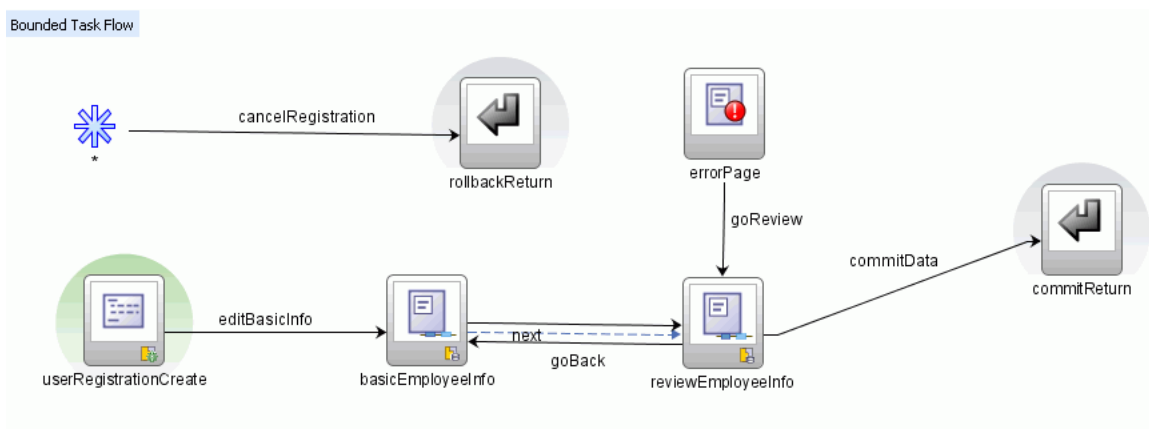 Bounded Task Flow
cancelRegistration
*
rollbackReturn
errorPage
goReview
commitData
commitReturn
editBasicInfo
next
goBack
userRegistrationCreate
basicEmployeeInfo
reviewEmployeeInfo